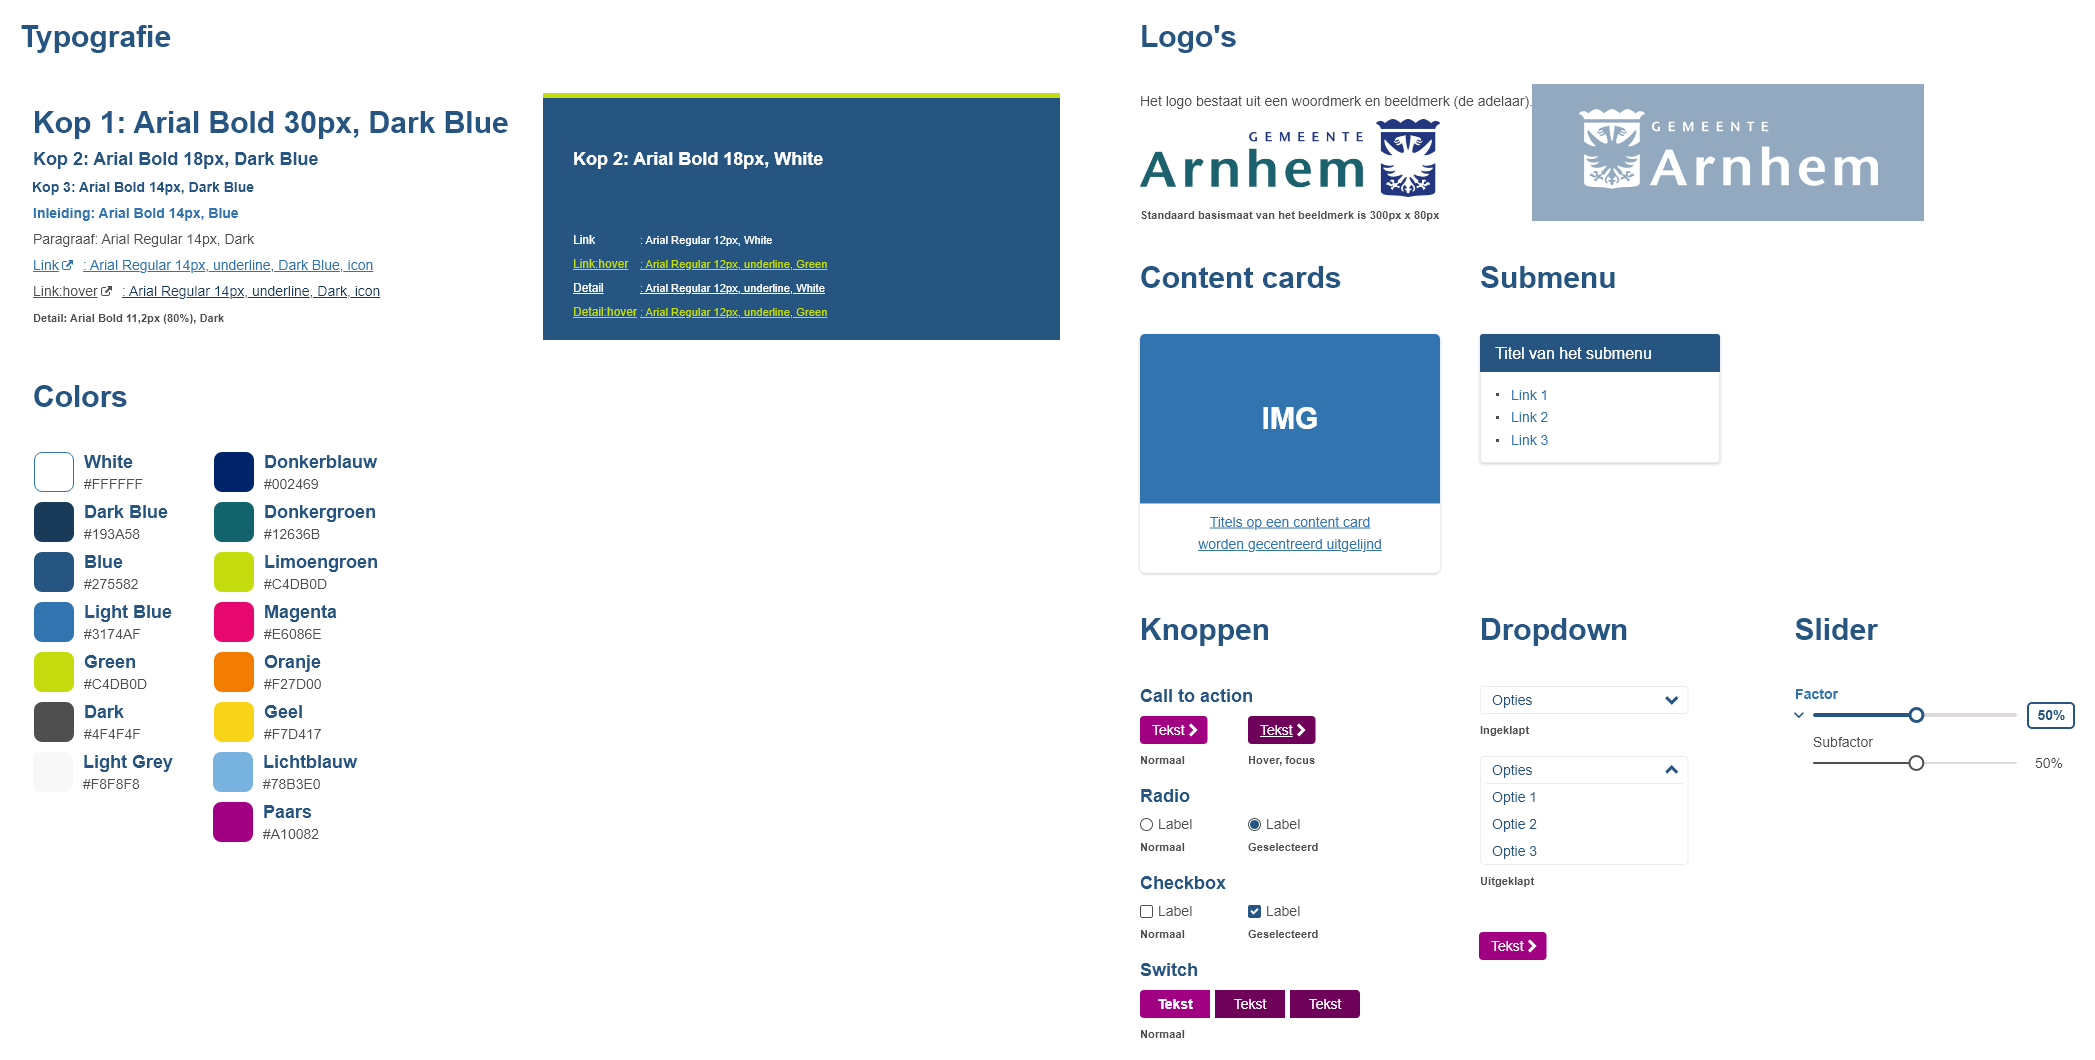 Typografie
Kop 1: Arial Bold 30px, Dark Blue
Kop 2: Arial Bold 18px, Dark Blue
Kop 3: Arial Bold 14px, Dark Blue
Inleiding: Arial Bold 14px, Blue
Paragraaf: Arial Regular 14px, Dark
Link : Arial Regular 14px, underline, Dark Blue, icon
Link:hover : Arial Regular 14px, underline, Dark, icon
Detail: Arial Bold 11,2px (80%), Dark
Kop 2: Arial Bold 18px, White
Link : Arial Regular 12px, White
Link:hover : Arial Regular 12px, underline, Green
Detail : Arial Regular 12px, underline, White
Detail:hover : Arial Regular 12px, underline, Green
Colors
White
#FFFFFF
Dark Blue
#193A58
Blue
#275582
Light Blue
#3174AF
Green
#C4DB0D
Dark
#4F4F4F
Light Grey
#F8F8F8
Donkerblauw
#002469
Donkergroen
#12636B
Limoengroen
#C4DB0D
Magenta
#E6086E
Oranje
#F27D00
Geel
#F7D417
Lichtblauw
#78B3E0
Paars
#A10082
Logo's
Het logo bestaat uit een woordmerk en beeldmerk (de adelaar).
GEMEENTE
Arnhem
Standaard basismaat van het beeldmerk is 300px x 80px
GEMEENTE
Arnhem
Content cards
IMG
Titels op een content card
worden gecentreerd uitgelijnd
Submenu
Titel van het submenu
Link 1
Link 2
Link 3
Knoppen
Call to action
Tekst
Tekst
Normaal
Hover, focus
Radio
Label
Label
Normaal
Geselecteerd
Checkbox
Label
Label
Normaal
Geselecteerd
Switch
Tekst
Tekst
Tekst
Normaal
Dropdown
Opties
Ingeklapt
Opties
Optie 1
Optie 2
Optie 3
Uitgeklapt
Tekst
Slider
Factor
50%
Subfactor
50%